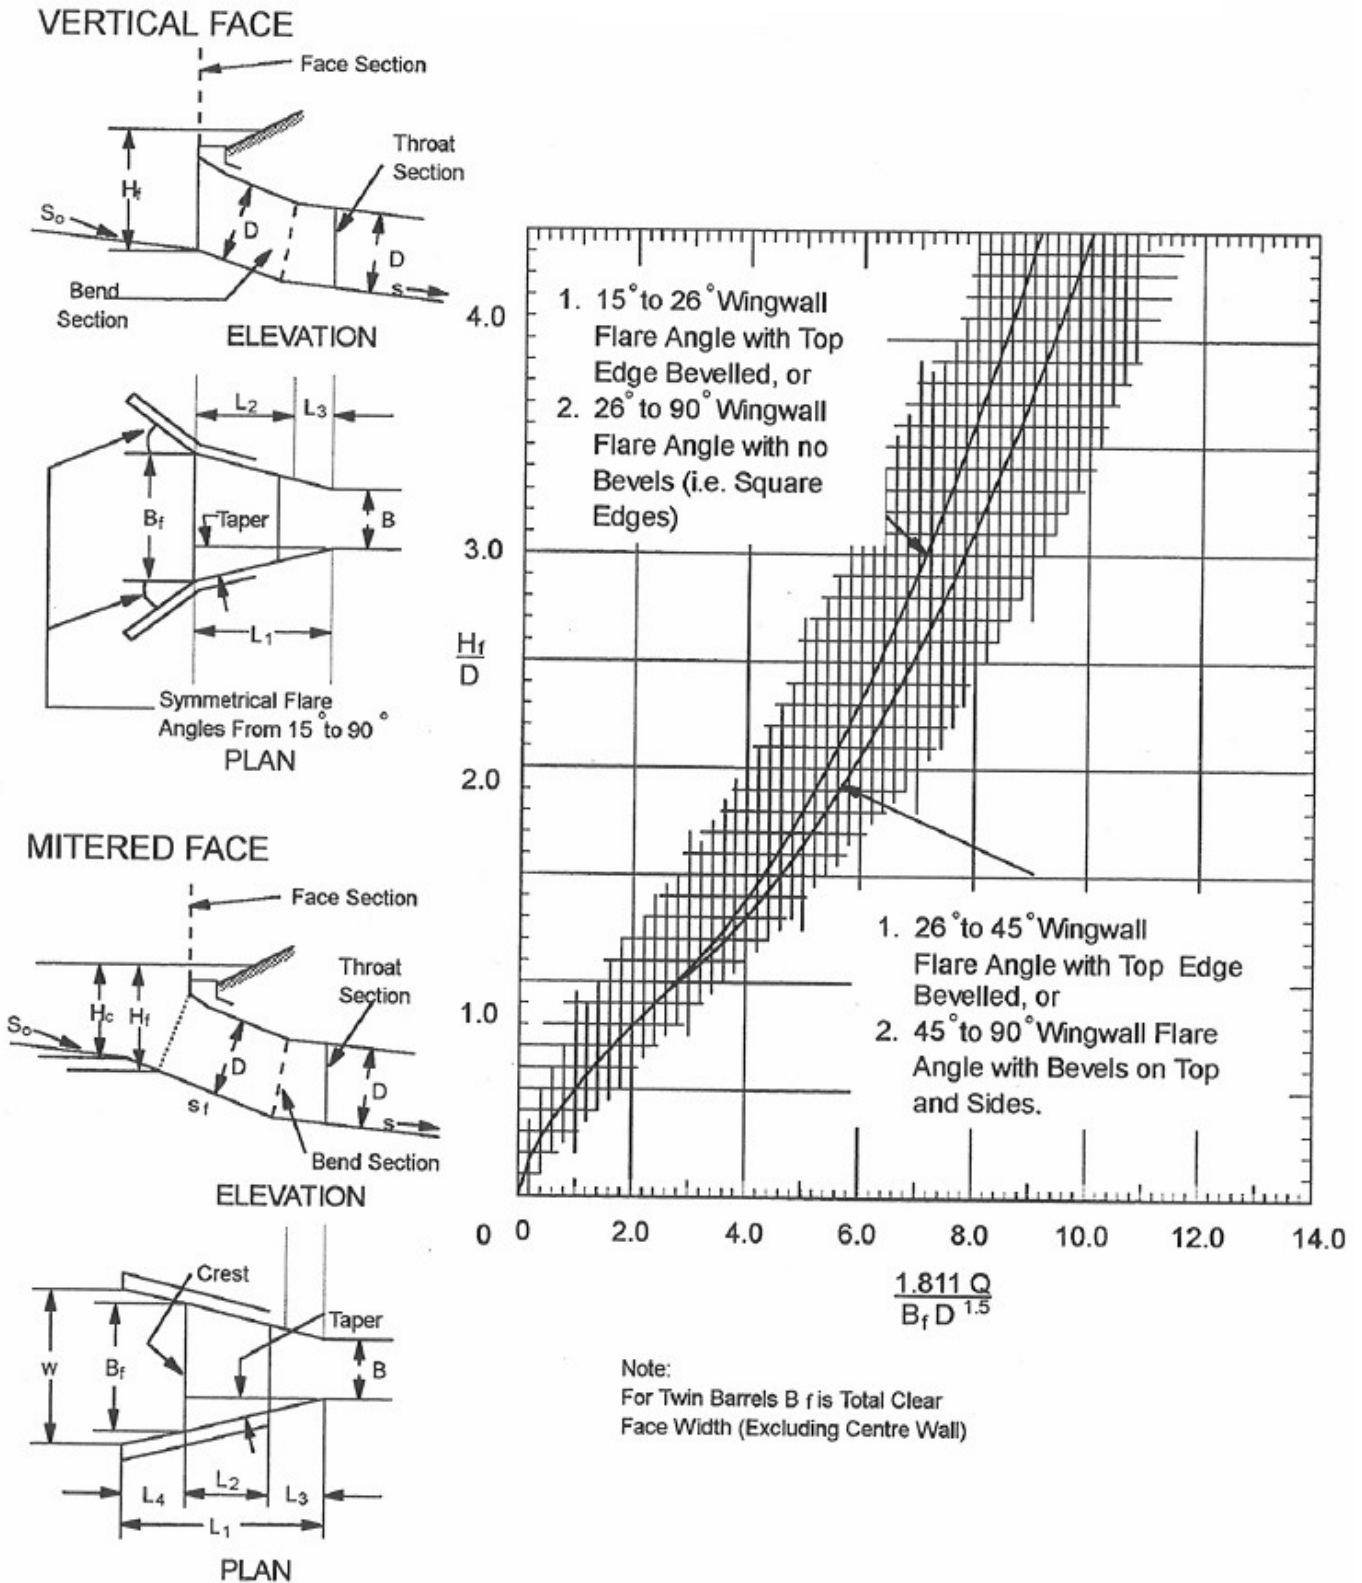 VERTICAL FACE
Face Section
Throat
Section
Hf
So
D
D
s
Bend
Section
ELEVATION
L2
L3
Bf
Taper
B
L1
Symmetrical Flare
Angles From 15° to 90°
PLAN
MITERED FACE
Face Section
Throat
Section
So
Hc
Hf
D
D
sf
s
Bend Section
ELEVATION
Crest
Taper
w
Bf
B
L4
L2
L3
L1
PLAN
4.0
3.0
Hf
D
2.0
1.0
0
1. 15° to 26° Wingwall
Flare Angle with Top
Edge Bevelled, or
2. 26° to 90° Wingwall
Flare Angle with no
Bevels (i.e. Square
Edges)
1. 26° to 45° Wingwall
Flare Angle with Top Edge
Bevelled, or
2. 45° to 90° Wingwall Flare
Angle with Bevels on Top
and Sides.
0 2.0 4.0 6.0 8.0 10.0 12.0 14.0
1.811 Q
Bf D 1.5
Note:
For Twin Barrels B f is Total Clear
Face Width (Excluding Centre Wall)